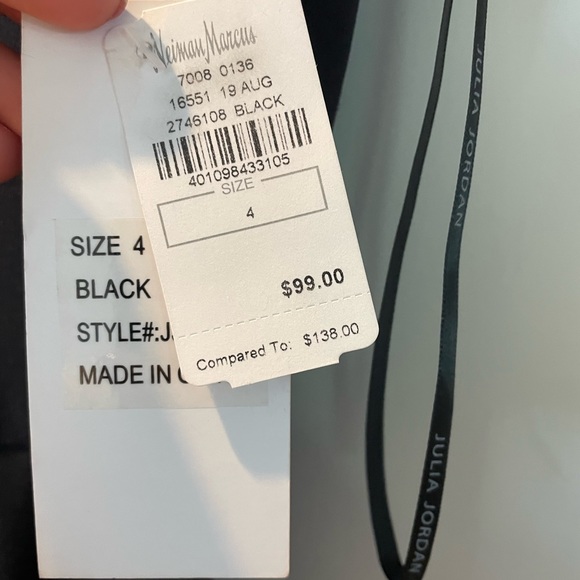 Neiman Marcus
7008 0136
16551 19 AUG
2746108 BLACK
401098433105
SIZE
4
$99.00
Compared To: $138.00
SIZE 4
BLACK
STYLE#:J
MADE IN
JULIA JORDAN
JULIA JORDAN